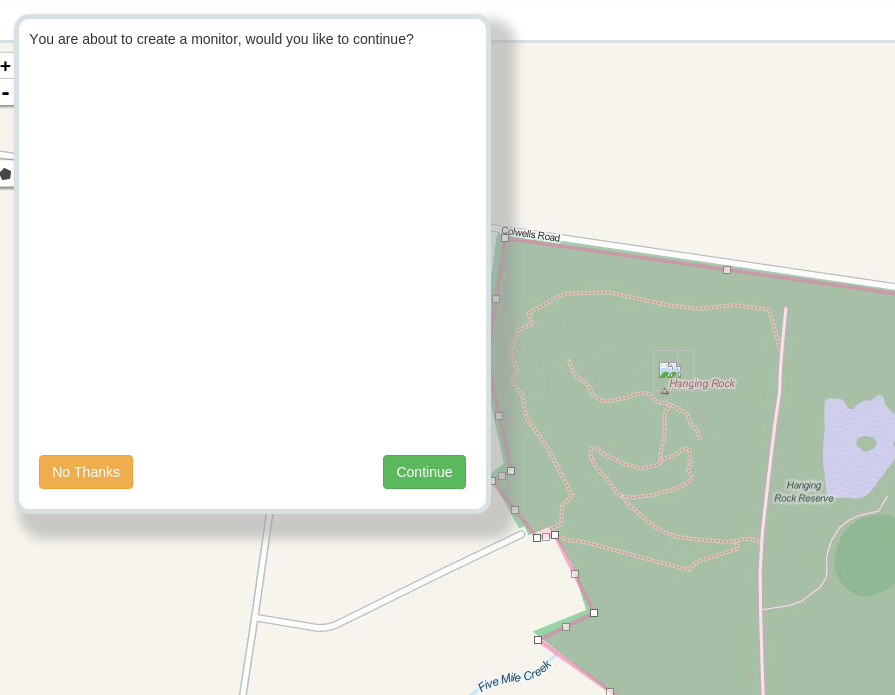 You are about to create a monitor, would you like to continue?
+
-
Colwells Road
Hanging Rock
Hanging
Rock Reserve
No Thanks
Continue
Five Mile Creek